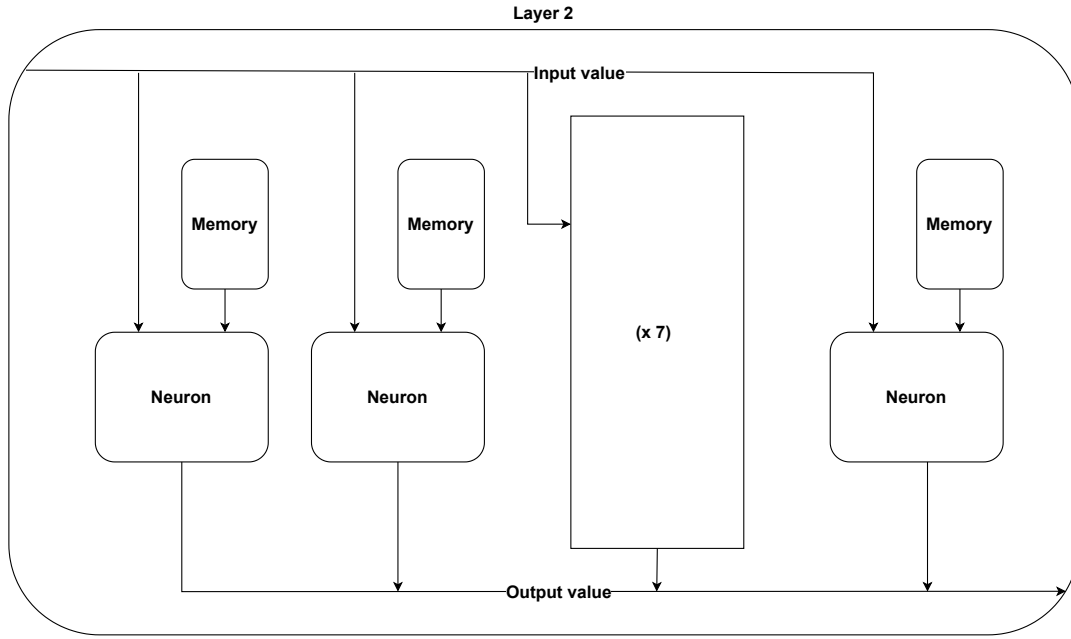 Layer 2
Input value
Memory
Memory
Memory
(x 7)
Neuron
Neuron
Neuron
Output value